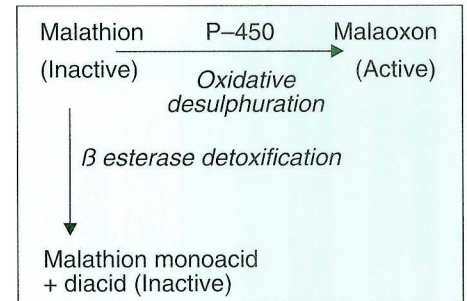 Malathion P–450 Malaoxon
(Inactive) (Active)
Oxidative
desulphuration
ß esterase detoxification
Malathion monoacid
+ diacid (Inactive)